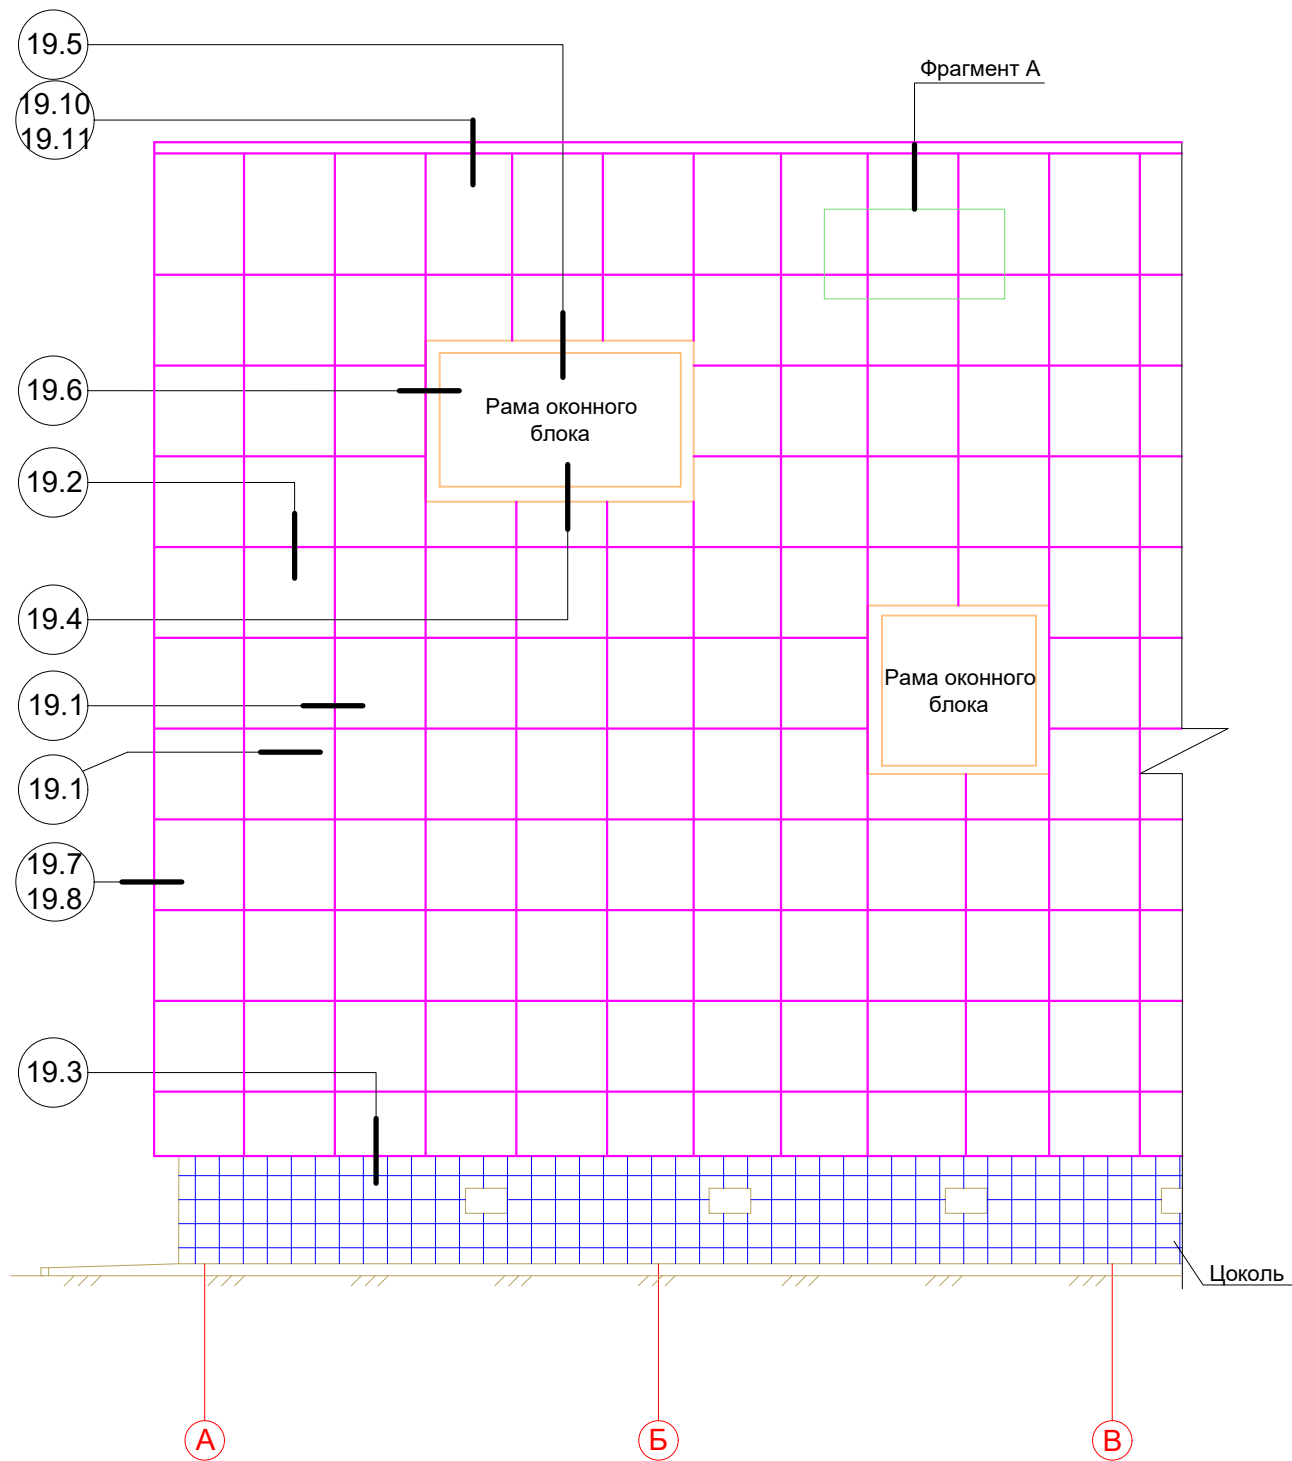 19.5
19.10
19.11
Фрагмент А
19.6
Рама оконного
блока
19.2
19.4
Рама оконного
блока
19.1
19.1
19.7
19.8
19.3
Цоколь
А
Б
В